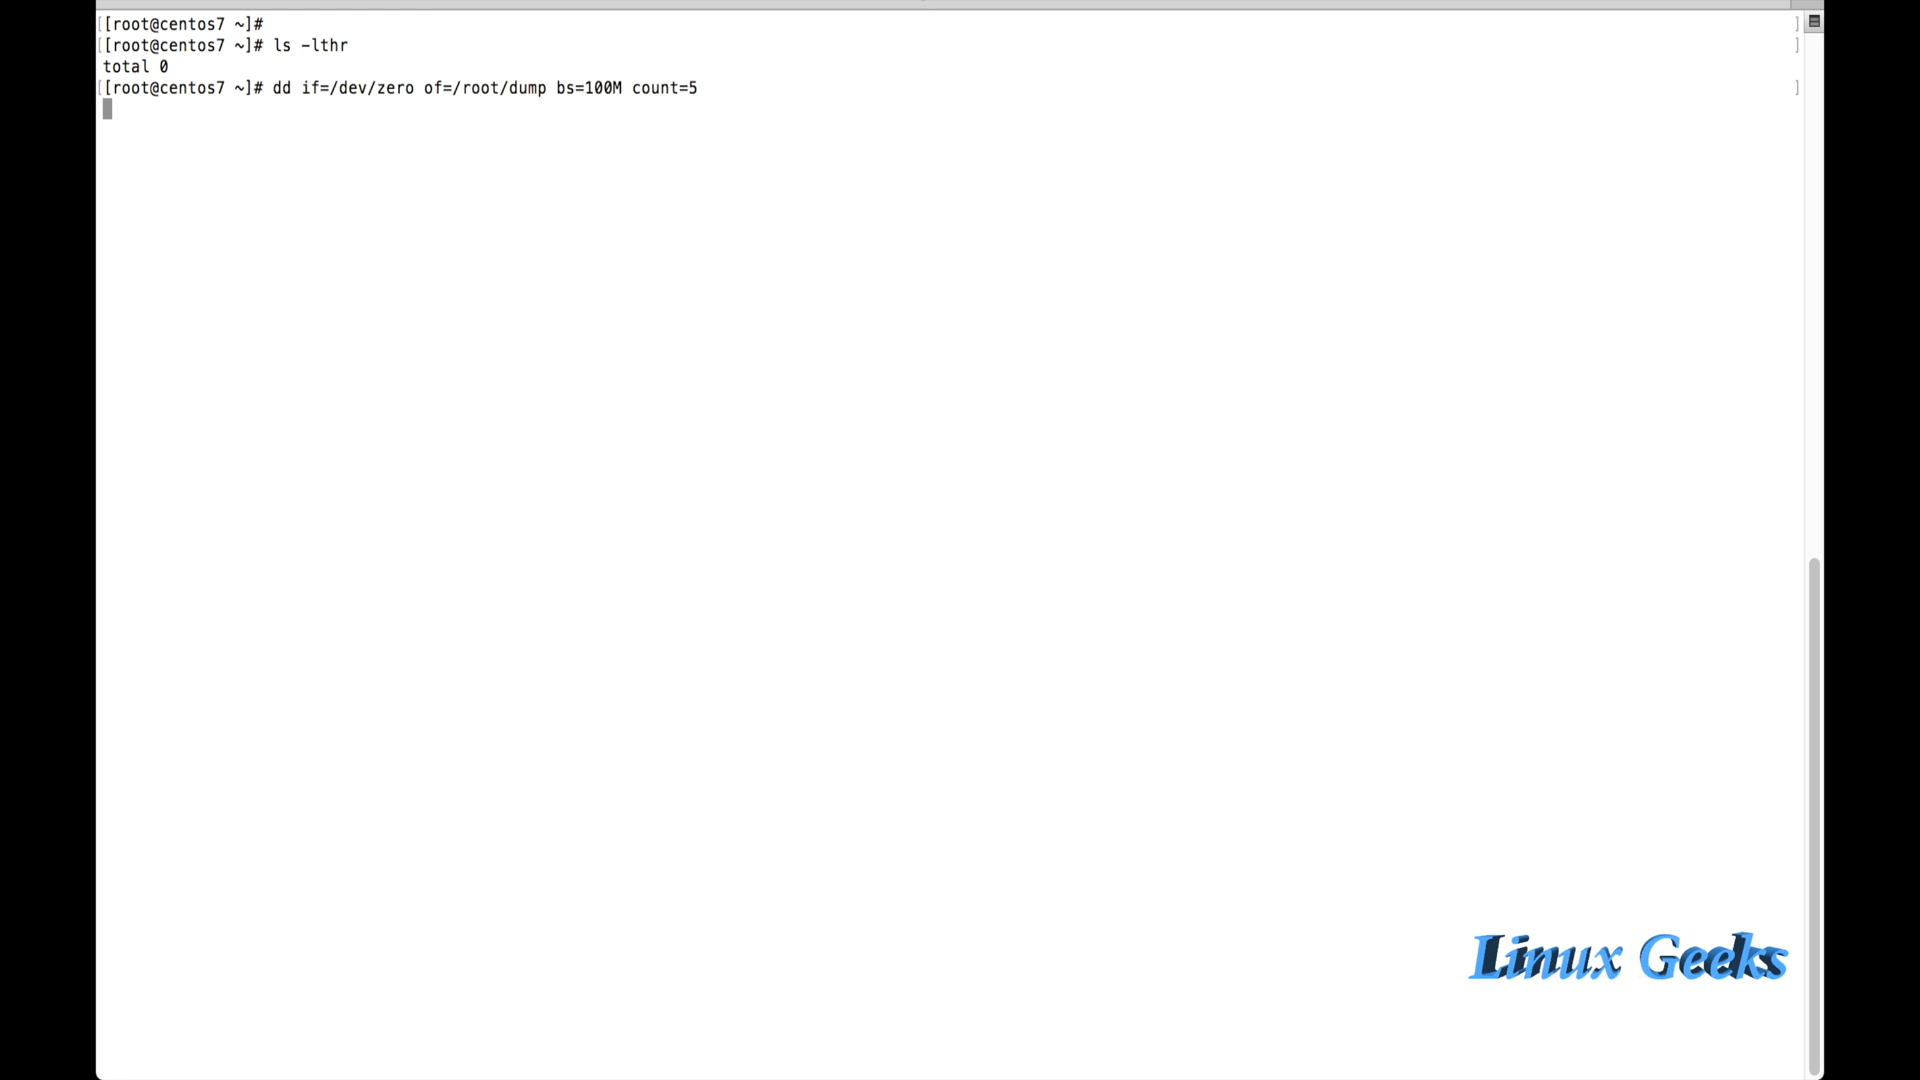 [[root@centos7 ~]# ]
[[root@centos7 ~]# ls -lthr ]
total 0
[[root@centos7 ~]# dd if=/dev/zero of=/root/dump bs=100M count=5 ]
Linux Geeks